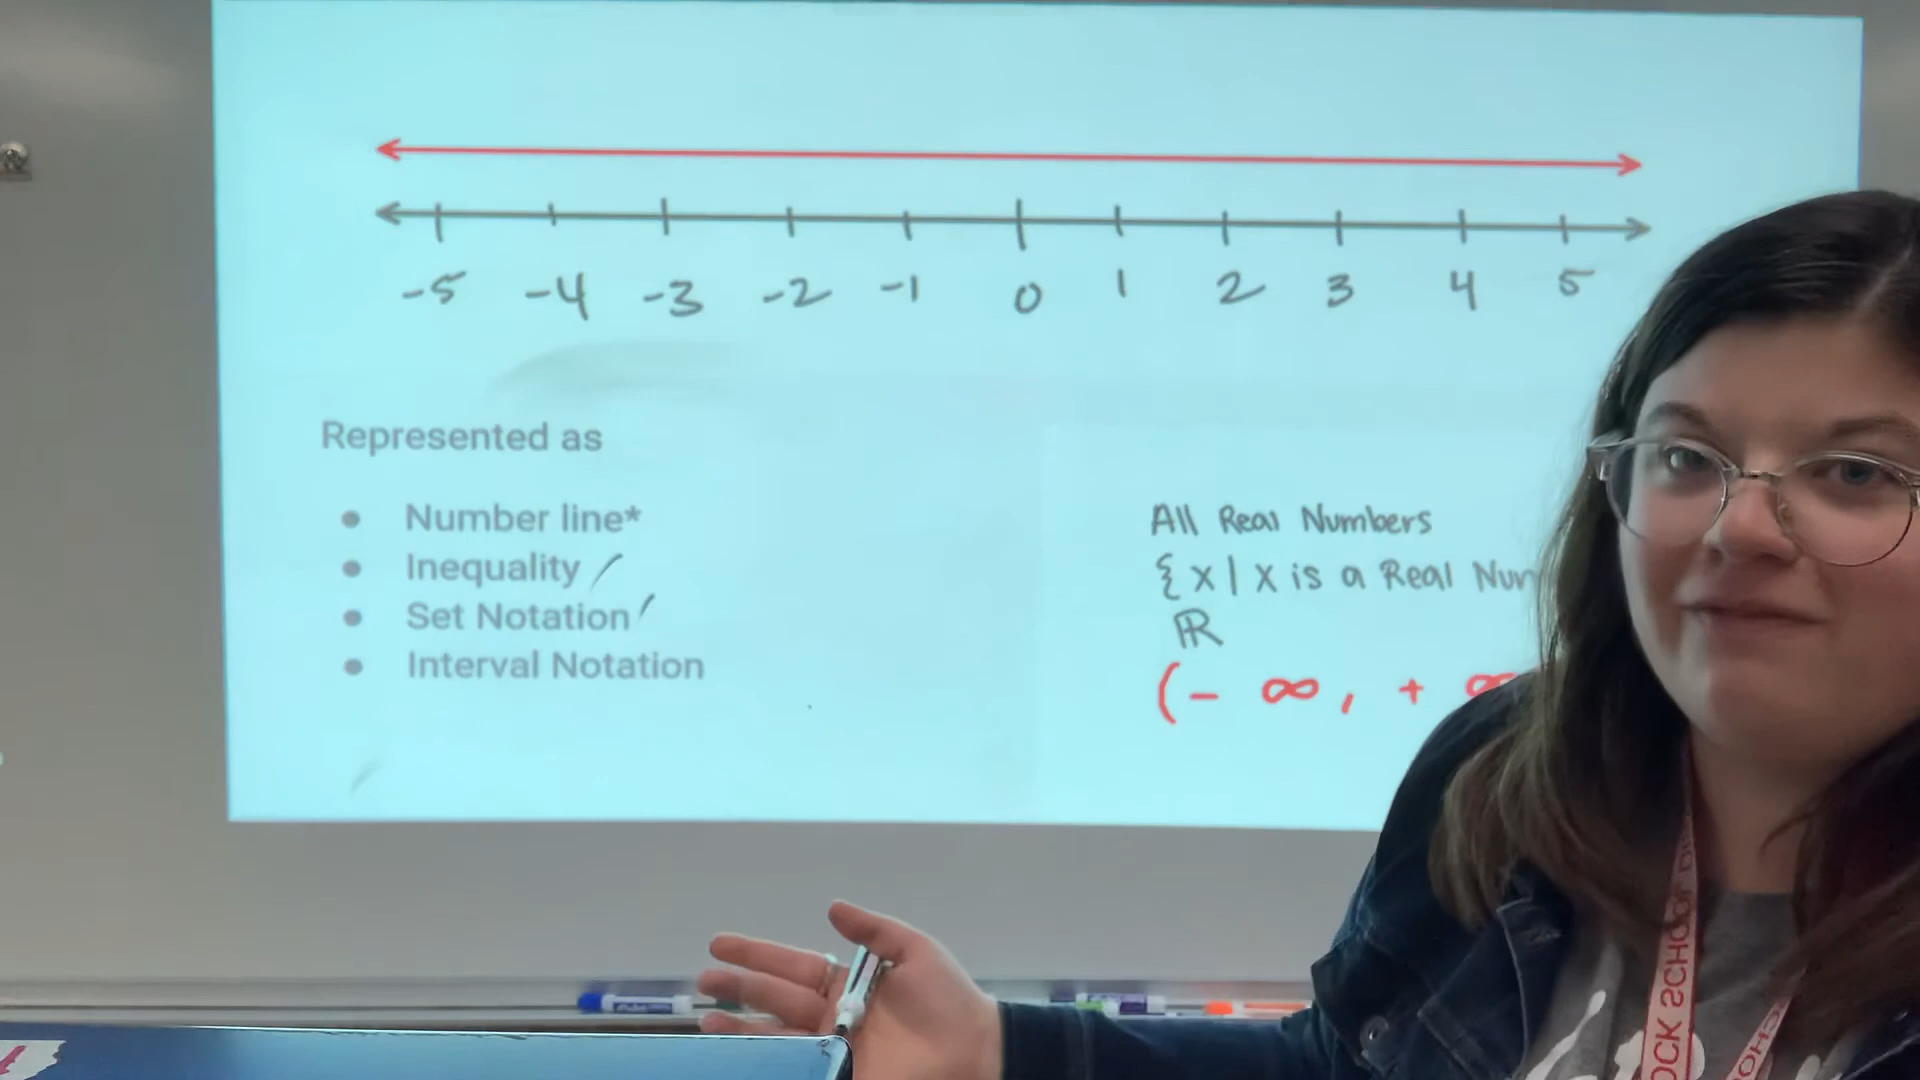 -5 -4 -3 -2 -1 0 1 2 3 4 5
Represented as
• Number line*
• Inequality
• Set Notation
• Interval Notation
All Real Numbers
{x | x is a Real
ℝ
(- ∞, + ∞